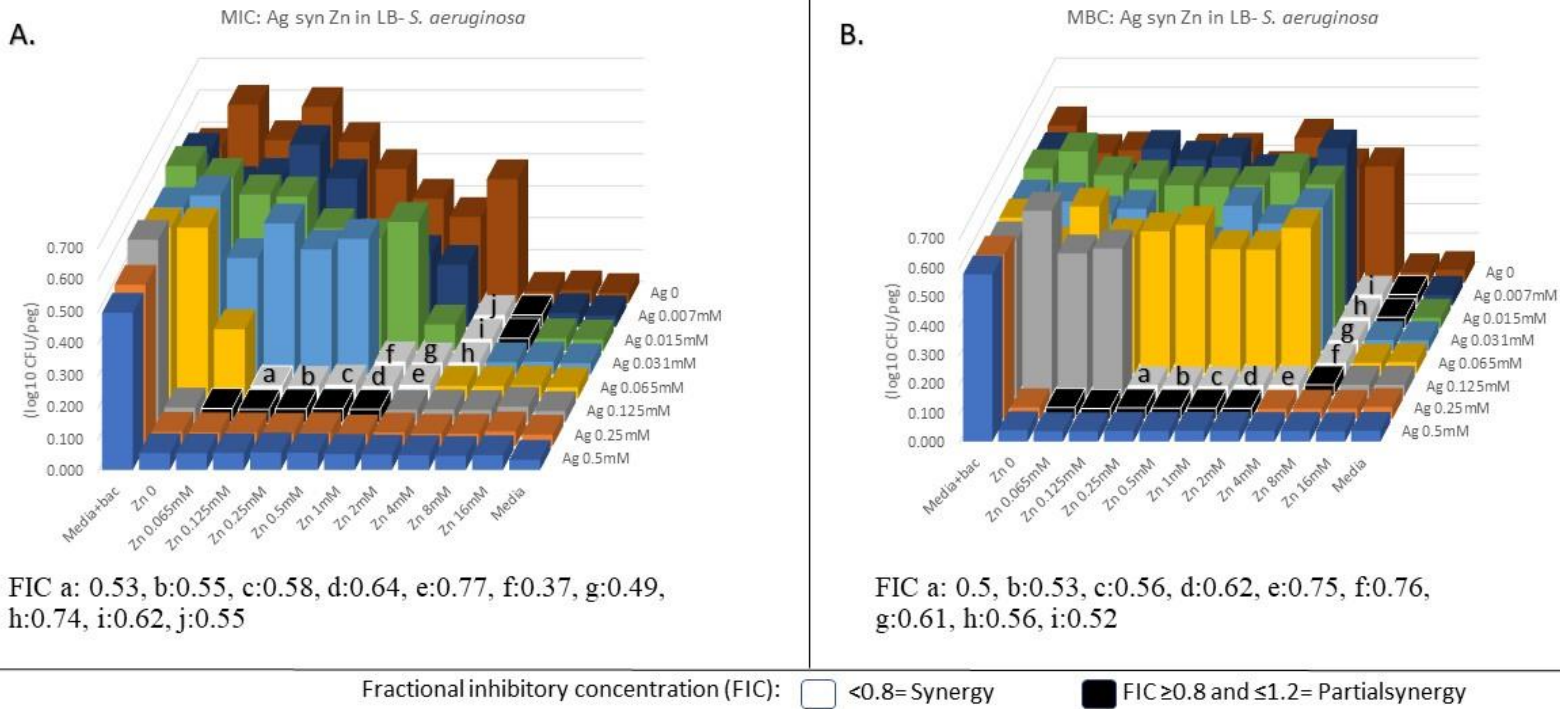 MIC: Ag syn Zn in LB- S. aeruginosa
A.
0.700
0.600
0.500
0.400
0.300
0.200
0.100
0.000
(log10 CFU/peg)
a b c d e
f g h
i
j
Ag 0
Ag 0.007mM
Ag 0.015mM
Ag 0.031mM
Ag 0.065mM
Ag 0.125mM
Ag 0.25mM
Ag 0.5mM
Media+bac
Zn 0
Zn 0.065mM
Zn 0.125mM
Zn 0.25mM
Zn 0.5mM
Zn 1mM
Zn 2mM
Zn 4mM
Zn 8mM
Zn 16mM
Media
FIC a: 0.53, b:0.55, c:0.58, d:0.64, e:0.77, f:0.37, g:0.49,
h:0.74, i:0.62, j:0.55
MBC: Ag syn Zn in LB- S. aeruginosa
B.
0.700
0.600
0.500
0.400
0.300
0.200
0.100
0.000
(log10 CFU/peg)
a b c d e
f
g
h
i
Ag 0
Ag 0.007mM
Ag 0.015mM
Ag 0.031mM
Ag 0.065mM
Ag 0.125mM
Ag 0.25mM
Ag 0.5mM
Media+bac
Zn 0
Zn 0.065mM
Zn 0.125mM
Zn 0.25mM
Zn 0.5mM
Zn 1mM
Zn 2mM
Zn 4mM
Zn 8mM
Zn 16mM
Media
FIC a: 0.5, b:0.53, c:0.56, d:0.62, e:0.75, f:0.76,
g:0.61, h:0.56, i:0.52
Fractional inhibitory concentration (FIC): <0.8= Synergy FIC ≥0.8 and ≤1.2= Partialsynergy